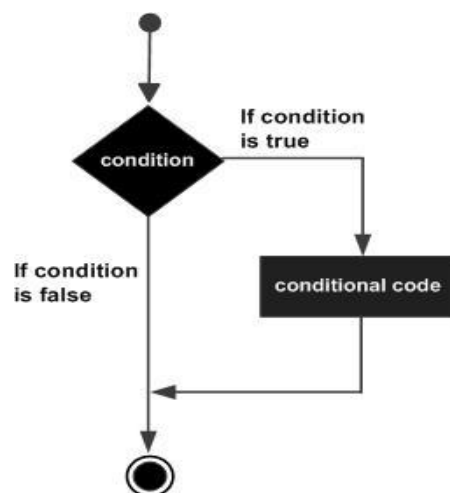 If condition
is true
condition
If condition
is false
conditional code